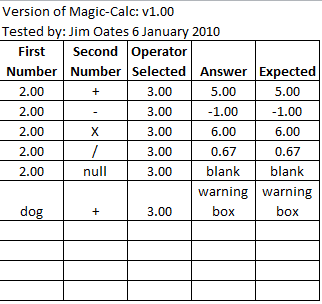 Version of Magic-Calc: v1.00
Tested by: Jim Oates 6 January 2010
First Second Operator
Number Number Selected Answer Expected
2.00 + 3.00 5.00 5.00
2.00 - 3.00 -1.00 -1.00
2.00 X 3.00 6.00 6.00
2.00 / 3.00 0.67 0.67
2.00 null 3.00 blank blank
warning warning
dog + 3.00 box box